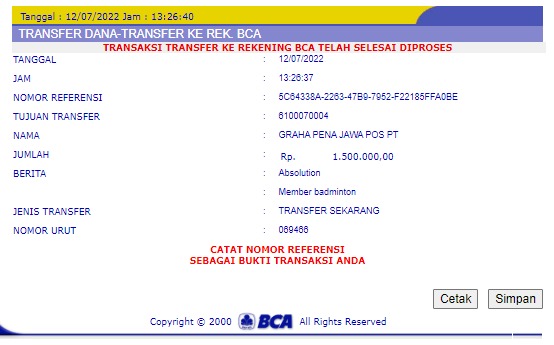 Tanggal : 12/07/2022 Jam : 13:26:40
TRANSFER DANA-TRANSFER KE REK. BCA
TRANSAKSI TRANSFER KE REKENING BCA TELAH SELESAI DIPROSES
TANGGAL : 12/07/2022
JAM : 13:26:37
NOMOR REFERENSI : 5C64338A-2263-47B9-7952-F22185FFA0BE
TUJUAN TRANSFER : 6100070004
NAMA : GRAHA PENA JAWA POS PT
JUMLAH : Rp. 1.500.000,00
BERITA : Absolution
: Member badminton
JENIS TRANSFER : TRANSFER SEKARANG
NOMOR URUT : 069466
CATAT NOMOR REFERENSI
SEBAGAI BUKTI TRANSAKSI ANDA
Cetak Simpan
Copyright © 2000 BCA All Rights Reserved